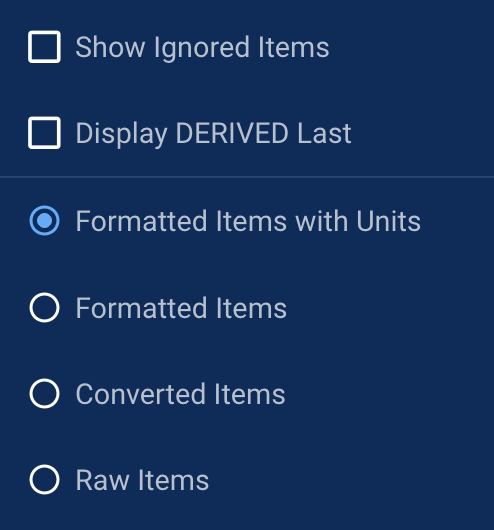 Show Ignored Items
Display DERIVED Last
Formatted Items with Units
Formatted Items
Converted Items
Raw Items